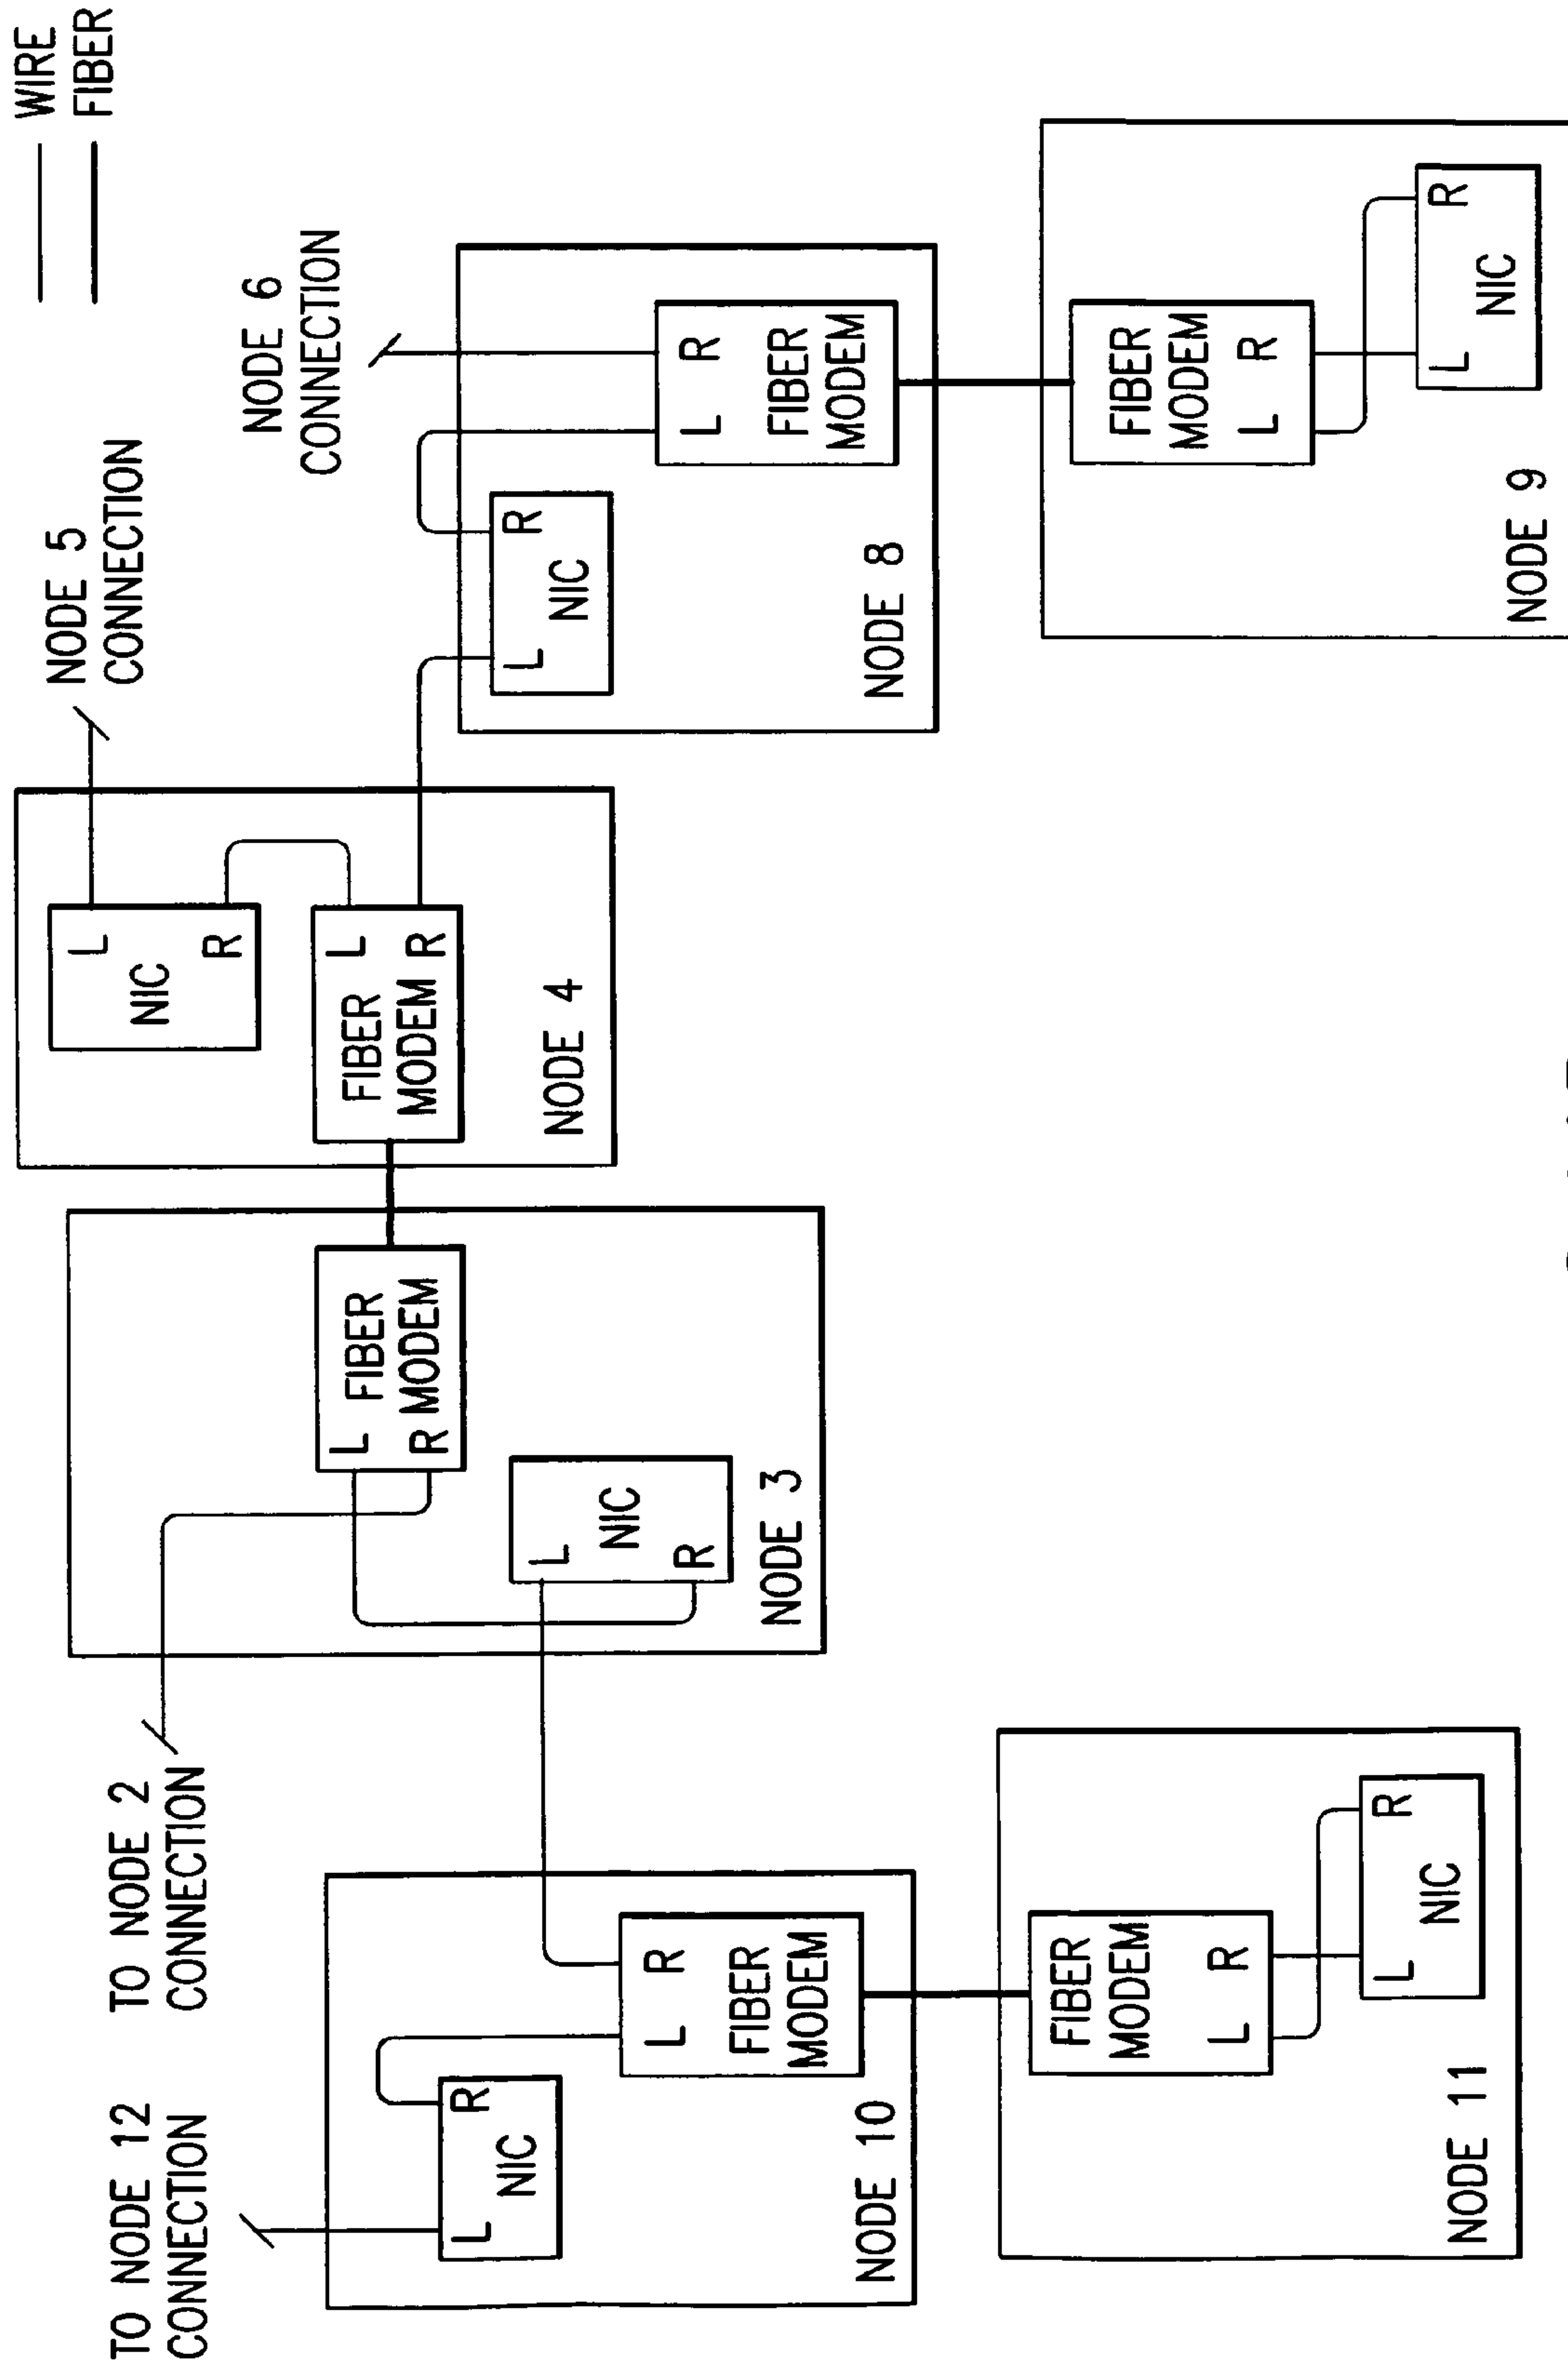 WIRE
FIBER
NODE 5
CONNECTION
NODE 6
CONNECTION
TO NODE 2
CONNECTION
TO NODE 12
CONNECTION
L
R
NIC
FIBER
MODEM
L
R
NODE 4
L
R
FIBER
MODEM
L
NIC
R
NODE 3
L
R
NIC
L
R
FIBER
MODEM
NODE 8
FIBER
MODEM
L
R
L
R
NIC
NODE 9
L
R
NIC
L
R
FIBER
MODEM
NODE 10
FIBER
MODEM
L
R
L
R
NIC
NODE 11